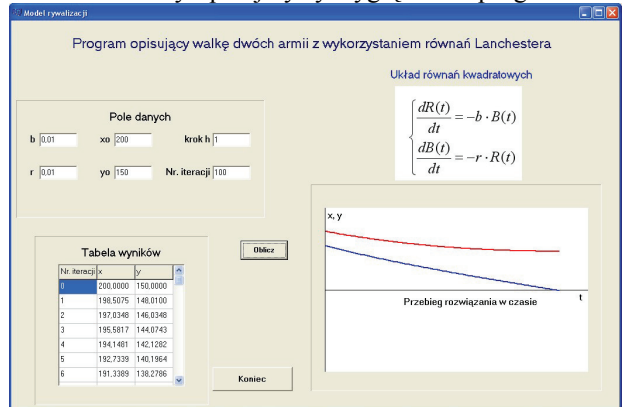 Model rywalizacji
Program opisujący walkę dwóch armii z wykorzystaniem równań Lanchestera
Układ równań kwadratowych
dR(t)/dt = -b · B(t)
dB(t)/dt = -r · R(t)
Pole danych
b 0,01 xo 200 krok h 1
r 0,01 yo 150 Nr. iteracji 100
Oblicz
Tabela wyników
Nr. iteracji x y
0 200,0000 150,0000
1 198,5075 148,0100
2 197,0348 146,0348
3 195,5817 144,0743
4 194,1481 142,1282
5 192,7339 140,1964
6 191,3389 138,2786
Koniec
x, y
t
Przebieg rozwiązania w czasie